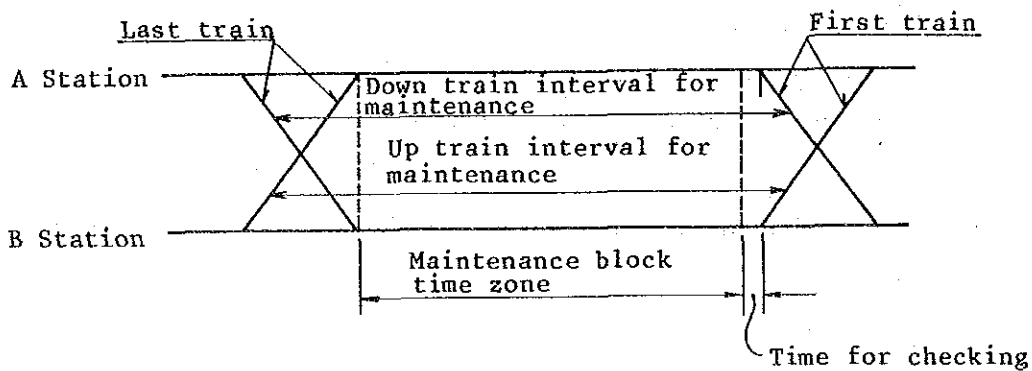 Last train
First train
A Station
Down train interval for
maintenance
Up train interval for
maintenance
B Station
Maintenance block
time zone
Time for checking